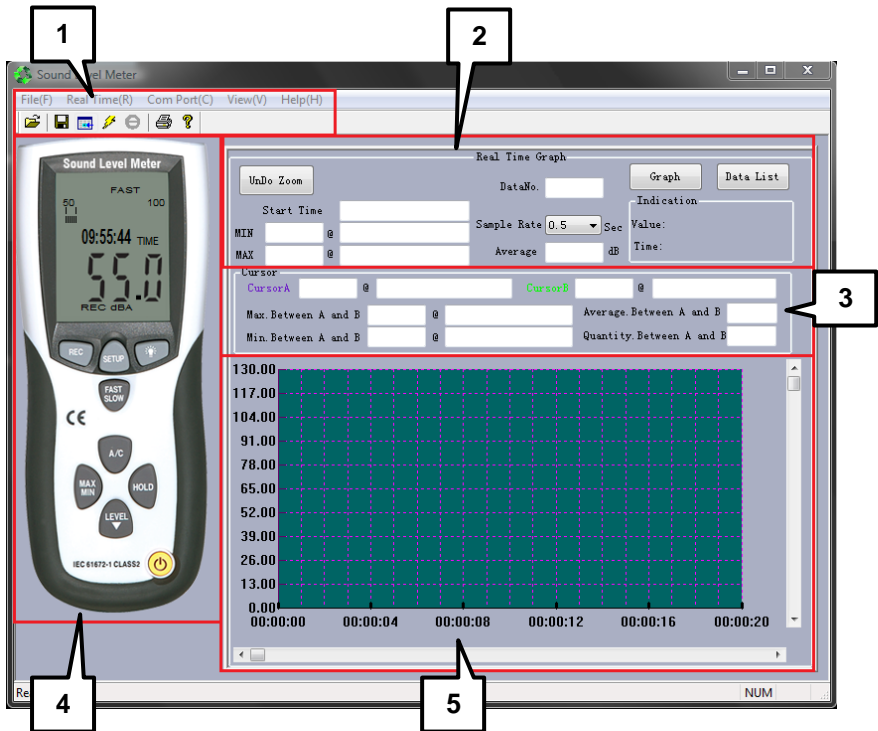 1
2
Sound Level Meter
File(F) Real Time(R) Com Port(C) View(V) Help(H)
Sound Level Meter
FAST
50 100
09:55:44 TIME
55.0
REC dBA
REC
SETUP
FAST
SLOW
CE
A/C
MAX
MIN
HOLD
LEVEL
IEC 61672-1 CLASS2
Real Time Graph
UnDo Zoom
DataNo.
Graph
Data List
Start Time
Sample Rate 0.5 Sec
Indication
Value:
Time:
MIN @
MAX @
Average dB
Cursor
CursorA @
CursorB @
Max.Between A and B @
Average.Between A and B
Min.Between A and B @
Quantity.Between A and B
3
130.00
117.00
104.00
91.00
78.00
65.00
52.00
39.00
26.00
13.00
0.00
00:00:00 00:00:04 00:00:08 00:00:12 00:00:16 00:00:20
4
5
NUM